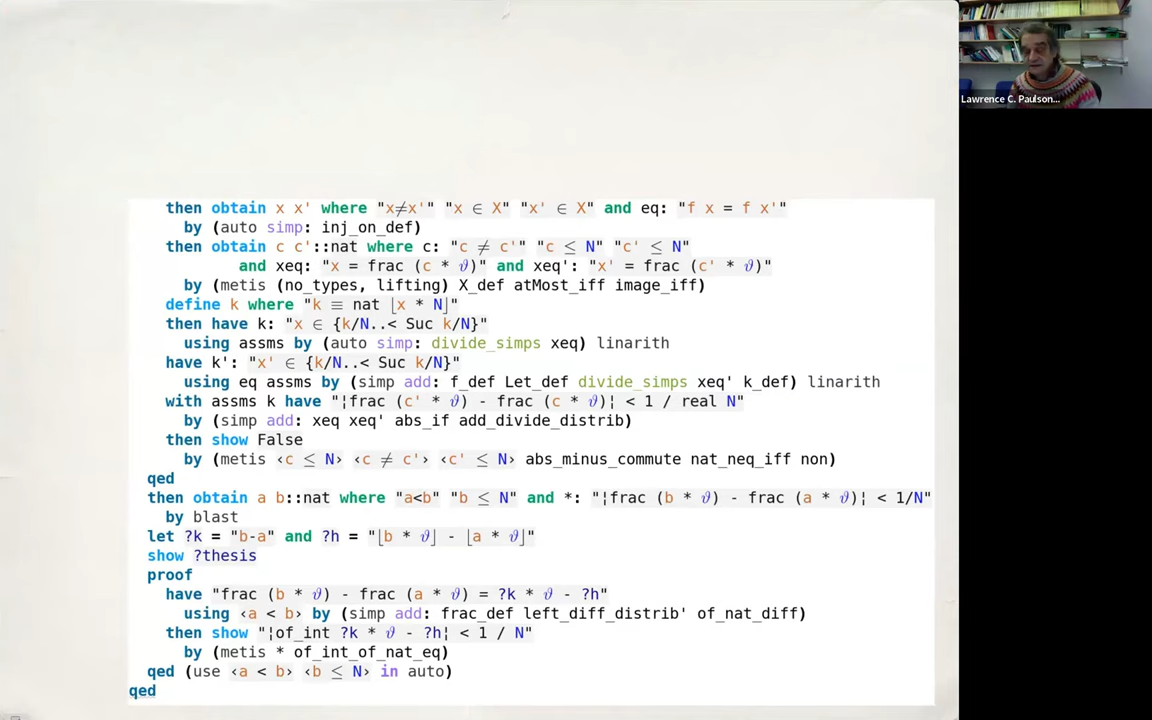 then obtain x x' where "x≠x'" "x ∈ X" "x' ∈ X" and eq: "f x = f x'"
by (auto simp: inj_on_def)
then obtain c c'::nat where c: "c ≠ c'" "c ≤ N" "c' ≤ N"
and xeq: "x = frac (c * ϑ)" and xeq': "x' = frac (c' * ϑ)"
by (metis (no_types, lifting) X_def atMost_iff image_iff)
define k where "k ≡ nat ⌊x * N⌋"
then have k: "x ∈ {k/N..< Suc k/N}"
using assms by (auto simp: divide_simps xeq) linarith
have k': "x' ∈ {k/N..< Suc k/N}"
using eq assms by (simp add: f_def Let_def divide_simps xeq' k_def) linarith
with assms k have "¦frac (c' * ϑ) - frac (c * ϑ)¦ < 1 / real N"
by (simp add: xeq xeq' abs_if add_divide_distrib)
then show False
by (metis ‹c ≤ N› ‹c ≠ c'› ‹c' ≤ N› abs_minus_commute nat_neq_iff non)
qed
then obtain a b::nat where "a<b" "b ≤ N" and *: "¦frac (b * ϑ) - frac (a * ϑ)¦ < 1/N"
by blast
let ?k = "b-a" and ?h = "⌊b * ϑ⌋ - ⌊a * ϑ⌋"
show ?thesis
proof
have "frac (b * ϑ) - frac (a * ϑ) = ?k * ϑ - ?h"
using ‹a < b› by (simp add: frac_def left_diff_distrib' of_nat_diff)
then show "¦of_int ?k * ϑ - ?h¦ < 1 / N"
by (metis * of_int_of_nat_eq)
qed (use ‹a < b› ‹b ≤ N› in auto)
qed
Lawrence C. Paulson...